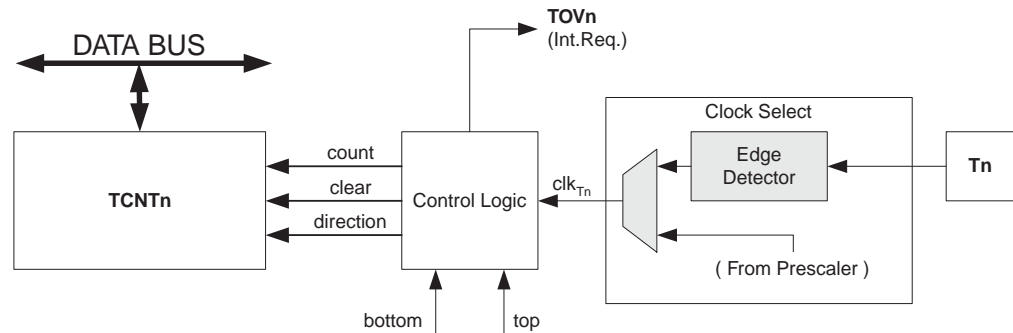 TOVn
(Int.Req.)
DATA BUS
Clock Select
TCNTn
count
clear
direction
Control Logic
clkTn
Edge
Detector
Tn
( From Prescaler )
bottom
top